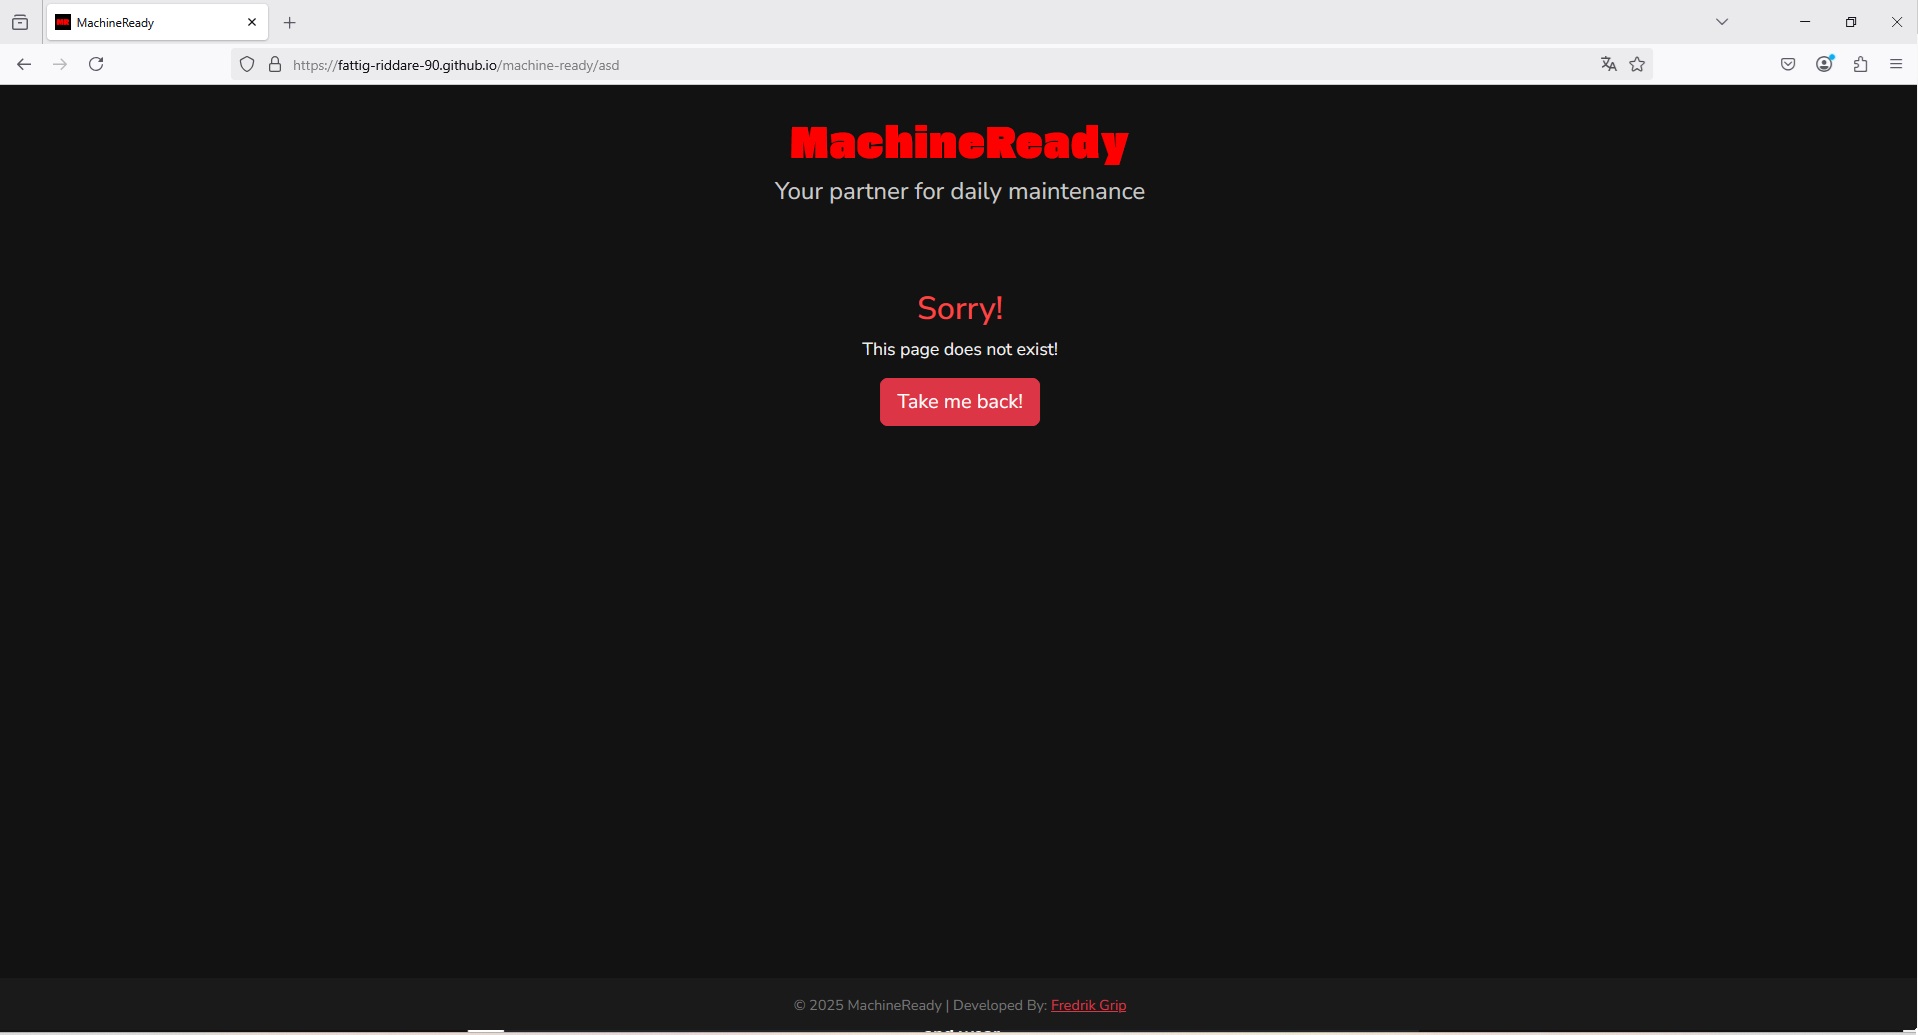 MR MachineReady
https://fattig-riddare-90.github.io/machine-ready/asd
MachineReady
Your partner for daily maintenance
Sorry!
This page does not exist!
Take me back!
© 2025 MachineReady | Developed By: Fredrik Grip